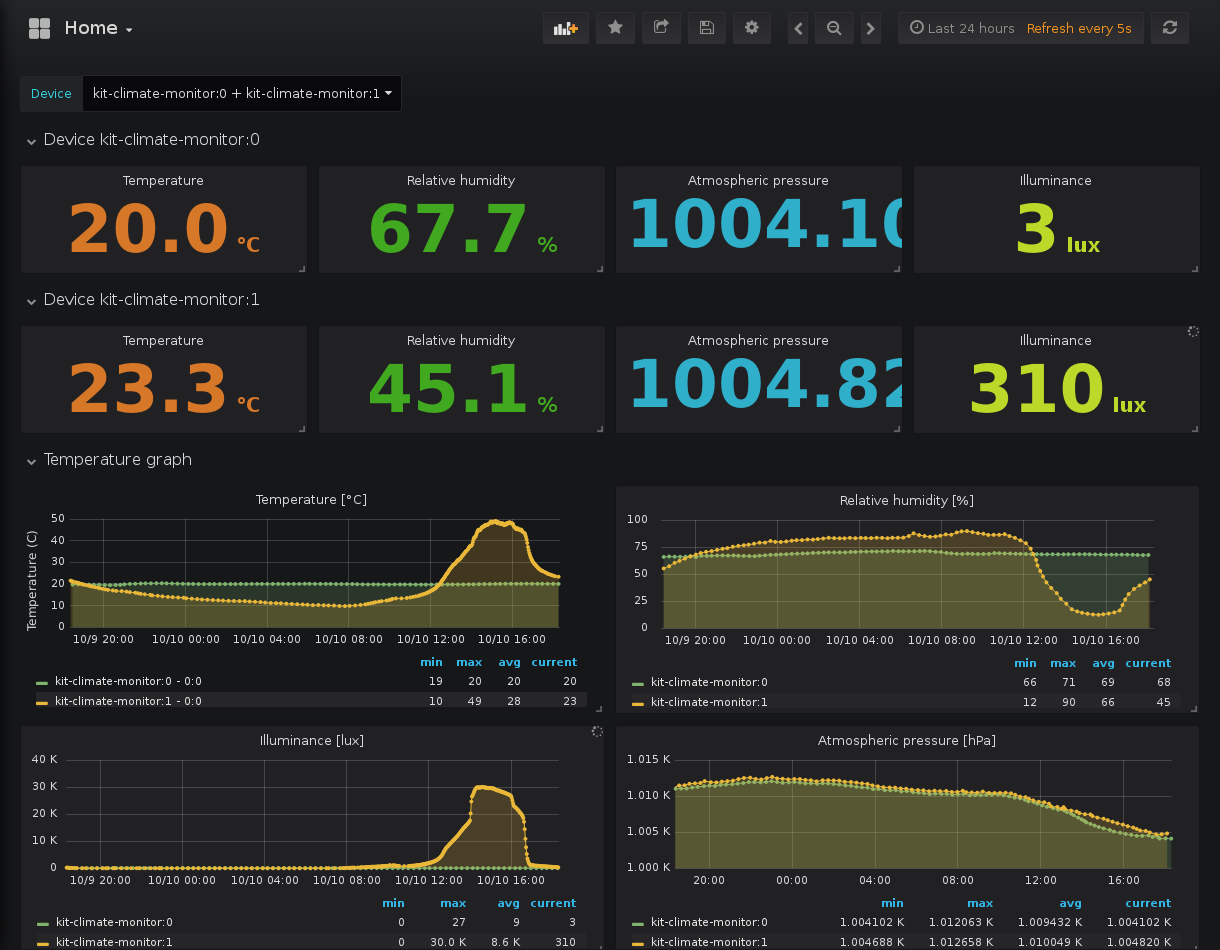 Home
Last 24 hours Refresh every 5s
Device kit-climate-monitor:0 + kit-climate-monitor:1
Device kit-climate-monitor:0
Temperature Relative humidity Atmospheric pressure Illuminance
20.0 °C 67.7 % 1004.10 3 lux
Device kit-climate-monitor:1
Temperature Relative humidity Atmospheric pressure Illuminance
23.3 °C 45.1 % 1004.82 310 lux
Temperature graph
Temperature [°C]
Temperature (C)
50
40
30
20
10
0
10/9 20:00 10/10 00:00 10/10 04:00 10/10 08:00 10/10 12:00 10/10 16:00
min max avg current
kit-climate-monitor:0 - 0:0 19 20 20 20
kit-climate-monitor:1 - 0:0 10 49 28 23
Relative humidity [%]
100
75
50
25
0
10/9 20:00 10/10 00:00 10/10 04:00 10/10 08:00 10/10 12:00 10/10 16:00
min max avg current
kit-climate-monitor:0 66 71 69 68
kit-climate-monitor:1 12 90 66 45
Illuminance [lux]
40 K
30 K
20 K
10 K
0
10/9 20:00 10/10 00:00 10/10 04:00 10/10 08:00 10/10 12:00 10/10 16:00
min max avg current
kit-climate-monitor:0 0 27 9 3
kit-climate-monitor:1 0 30.0 K 8.6 K 310
Atmospheric pressure [hPa]
1.015 K
1.010 K
1.005 K
1.000 K
20:00 00:00 04:00 08:00 12:00 16:00
min max avg current
kit-climate-monitor:0 1.004102 K 1.012063 K 1.009432 K 1.004102 K
kit-climate-monitor:1 1.004688 K 1.012658 K 1.010049 K 1.004820 K